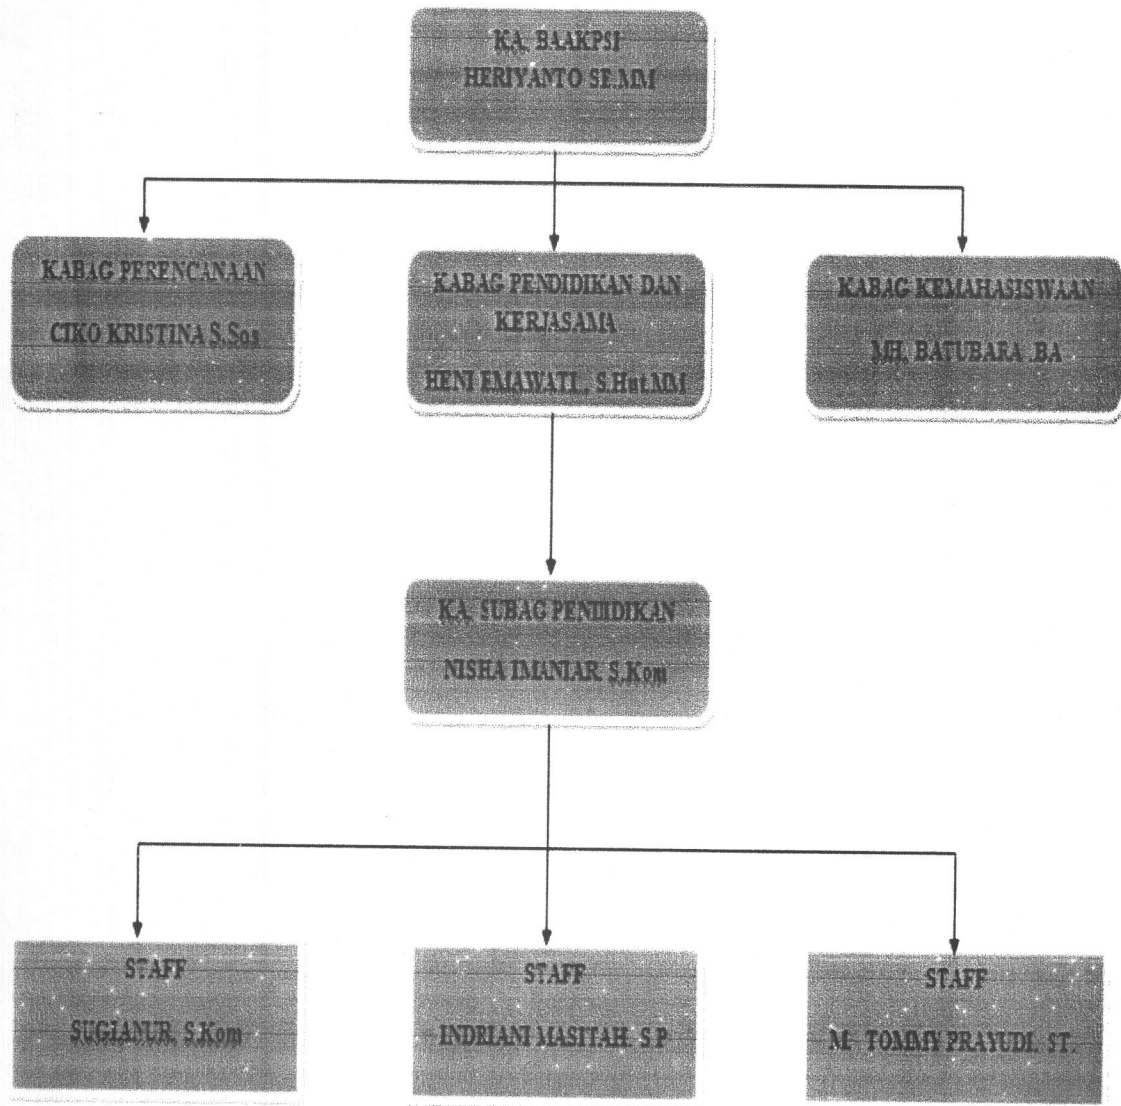 KA. BAAKPSI
HERIYANTO SE.MM
KABAG PERENCANAAN
CIKO KRISTINA S.Sos
KABAG PENDIDIKAN DAN
KERJASAMA
HENI EMAWATI., S.Hut.MM
KABAG KEMAHASISWAAN
MH. BATUBARA .BA
KA. SUBAG PENDIDIKAN
NISHA IMANIAR. S.Kom
STAFF
SUGIANUR. S.Kom
STAFF
INDRIANI MASITAH. S P
STAFF
M. TOMMY PRAYUDI. ST.